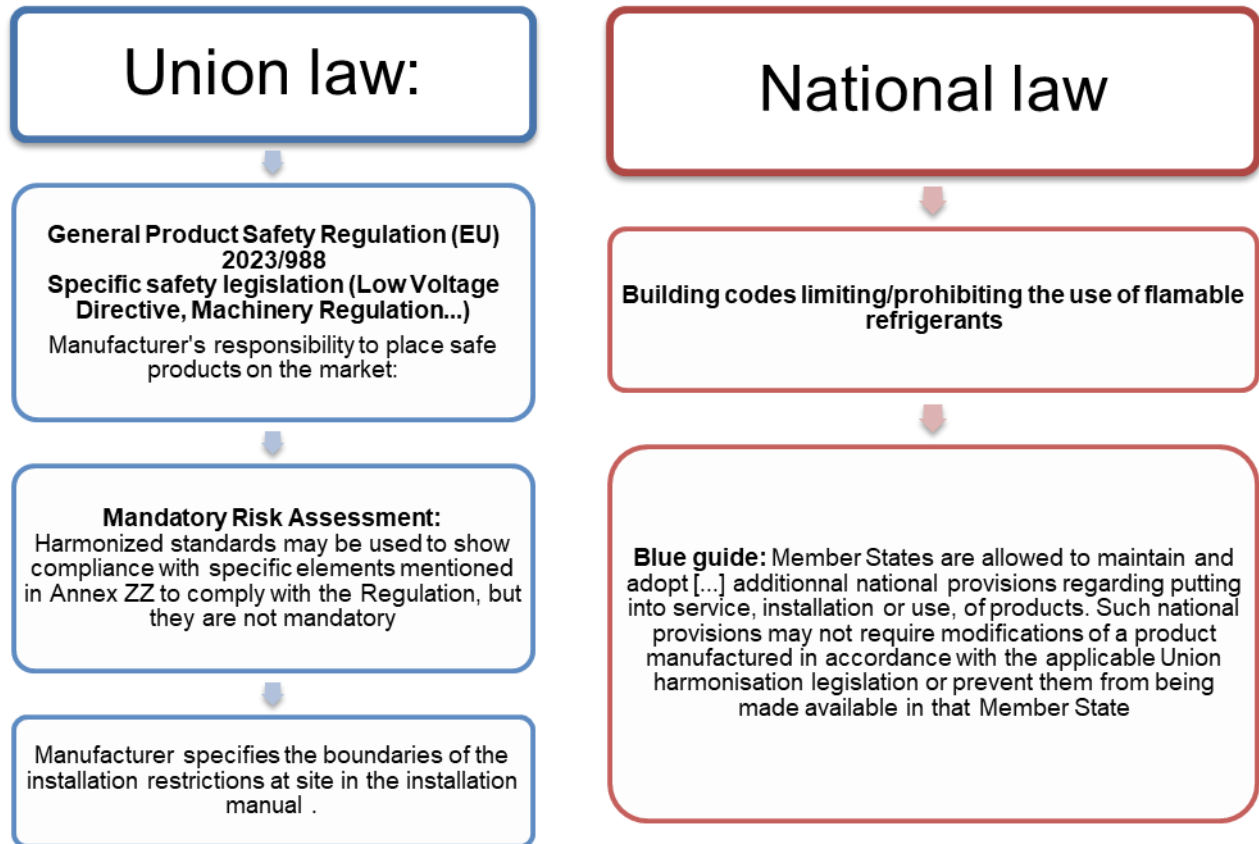 Union law:
General Product Safety Regulation (EU)
2023/988
Specific safety legislation (Low Voltage
Directive, Machinery Regulation...)
Manufacturer's responsibility to place safe
products on the market:
Mandatory Risk Assessment:
Harmonized standards may be used to show
compliance with specific elements mentioned
in Annex ZZ to comply with the Regulation, but
they are not mandatory
Manufacturer specifies the boundaries of the
installation restrictions at site in the installation
manual .
National law
Building codes limiting/prohibiting the use of flamable
refrigerants
Blue guide: Member States are allowed to maintain and
adopt [...] additionnal national provisions regarding putting
into service, installation or use, of products. Such national
provisions may not require modifications of a product
manufactured in accordance with the applicable Union
harmonisation legislation or prevent them from being
made available in that Member State